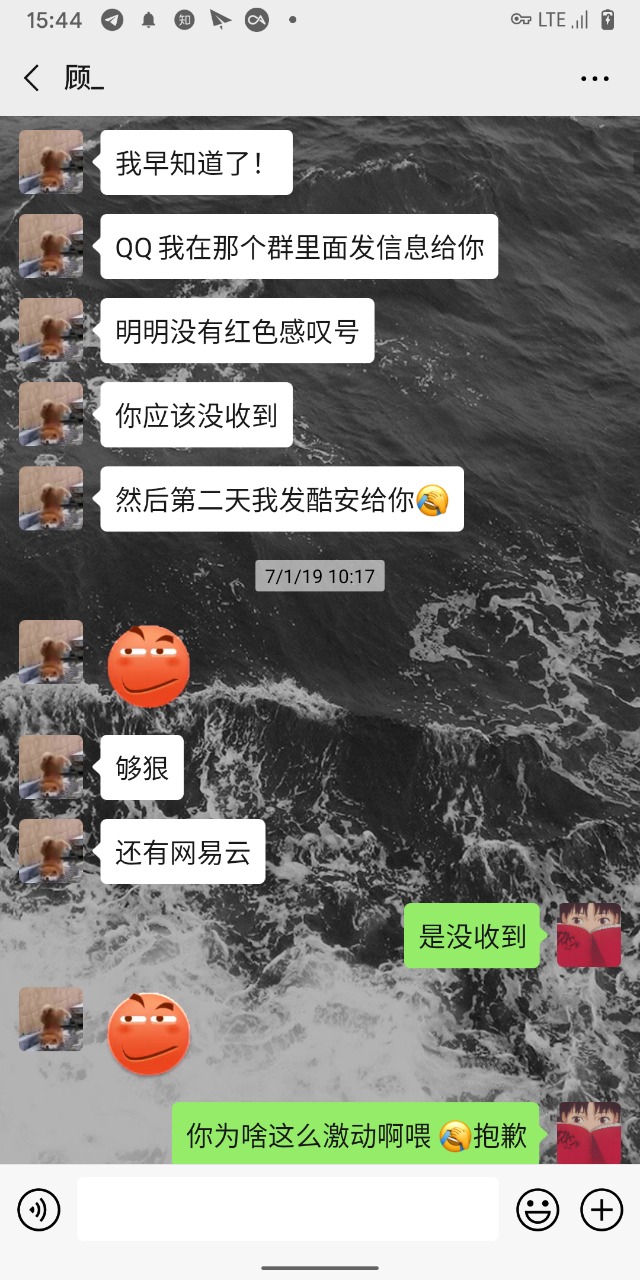 15:44
知
LTE
顾_
我早知道了！
QQ 我在那个群里面发信息给你
明明没有红色感叹号
你应该没收到
然后第二天我发酷安给你🤣
7/1/19 10:17
够狠
还有网易云
是没收到
你为啥这么激动啊喂 🤣抱歉